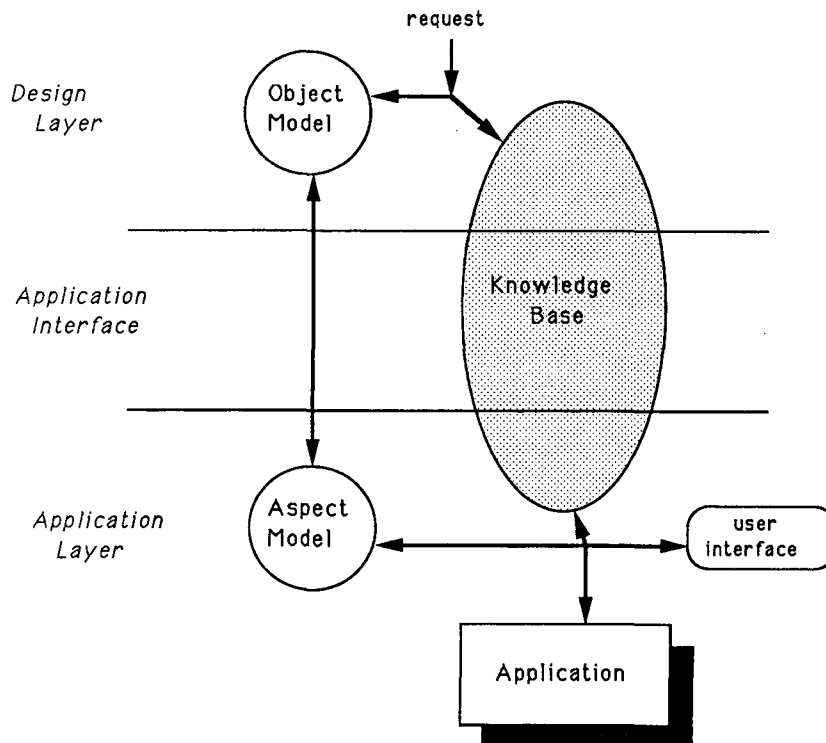 request
Design
Layer
Object
Model
Application
Interface
Knowledge
Base
Application
Layer
Aspect
Model
user
interface
Application